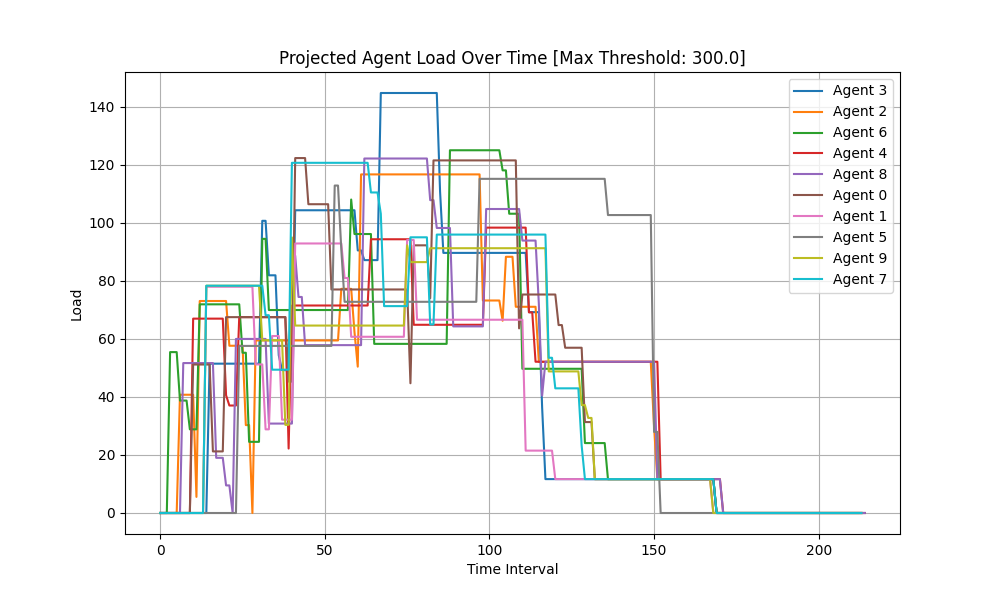 Projected Agent Load Over Time [Max Threshold: 300.0]
Load
140
120
100
80
60
40
20
0
0 50 100 150 200
Time Interval
Agent 3
Agent 2
Agent 6
Agent 4
Agent 8
Agent 0
Agent 1
Agent 5
Agent 9
Agent 7